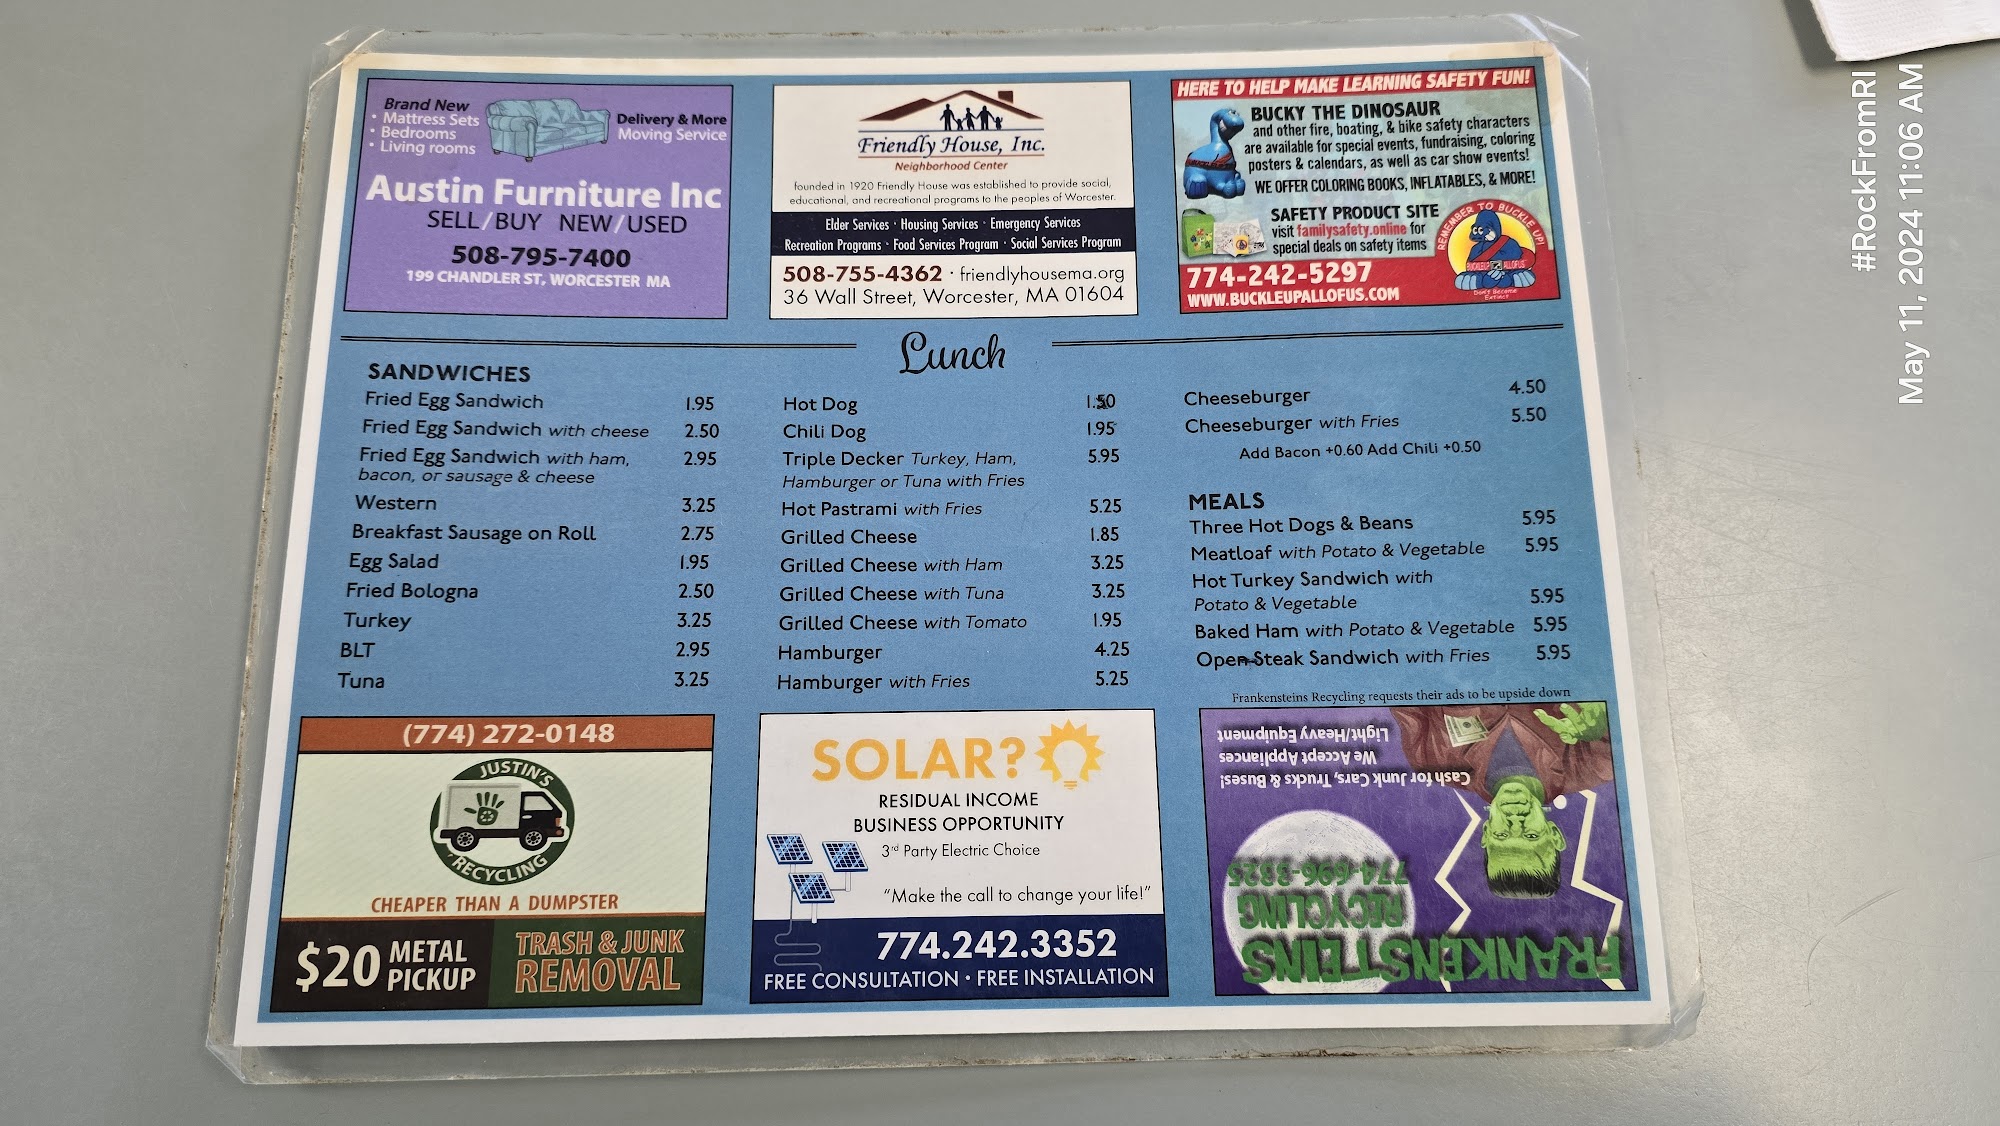 Brand New
• Mattress Sets
• Bedrooms
• Living rooms
Delivery & More
Moving Service
Austin Furniture Inc
SELL/BUY NEW/USED
508-795-7400
199 CHANDLER ST, WORCESTER MA
Friendly House, Inc.
Neighborhood Center
founded in 1920 Friendly House was established to provide social,
educational, and recreational programs to the peoples of Worcester.
Elder Services · Housing Services · Emergency Services
Recreation Programs · Food Services Program · Social Services Program
508-755-4362 · friendlyhousema.org
36 Wall Street, Worcester, MA 01604
HERE TO HELP MAKE LEARNING SAFETY FUN!
BUCKY THE DINOSAUR
and other fire, boating, & bike safety characters
are available for special events, fundraising, coloring
posters & calendars, as well as car show events!
WE OFFER COLORING BOOKS, INFLATABLES, & MORE!
SAFETY PRODUCT SITE
visit familysafety.online for
special deals on safety items
REMEMBER TO BUCKLE UP!
BUCKLEUP ALLOFUS
Don't Become
Extinct
774-242-5297
WWW.BUCKLEUPALLOFUS.COM
Lunch
SANDWICHES
Fried Egg Sandwich 1.95
Fried Egg Sandwich with cheese 2.50
Fried Egg Sandwich with ham, 2.95
bacon, or sausage & cheese
Western 3.25
Breakfast Sausage on Roll 2.75
Egg Salad 1.95
Fried Bologna 2.50
Turkey 3.25
BLT 2.95
Tuna 3.25
Hot Dog 1.50
Chili Dog 1.95
Triple Decker Turkey, Ham, 5.95
Hamburger or Tuna with Fries
Hot Pastrami with Fries 5.25
Grilled Cheese 1.85
Grilled Cheese with Ham 3.25
Grilled Cheese with Tuna 3.25
Grilled Cheese with Tomato 1.95
Hamburger 4.25
Hamburger with Fries 5.25
Cheeseburger 4.50
Cheeseburger with Fries 5.50
Add Bacon +0.60 Add Chili +0.50
MEALS
Three Hot Dogs & Beans 5.95
Meatloaf with Potato & Vegetable 5.95
Hot Turkey Sandwich with
Potato & Vegetable 5.95
Baked Ham with Potato & Vegetable 5.95
Open Steak Sandwich with Fries 5.95
Frankensteins Recycling requests their ads to be upside down
(774) 272-0148
JUSTIN'S
RECYCLING
CHEAPER THAN A DUMPSTER
$20 METAL
PICKUP
TRASH & JUNK
REMOVAL
SOLAR?
RESIDUAL INCOME
BUSINESS OPPORTUNITY
3rd Party Electric Choice
"Make the call to change your life!"
774.242.3352
FREE CONSULTATION · FREE INSTALLATION
FRANKENSTEINS
RECYCLING
774-696-3825
Cash for Junk Cars, Trucks & Buses!
We Accept Appliances
Light/Heavy Equipment
#RockFromRI
May 11, 2024 11:06 AM